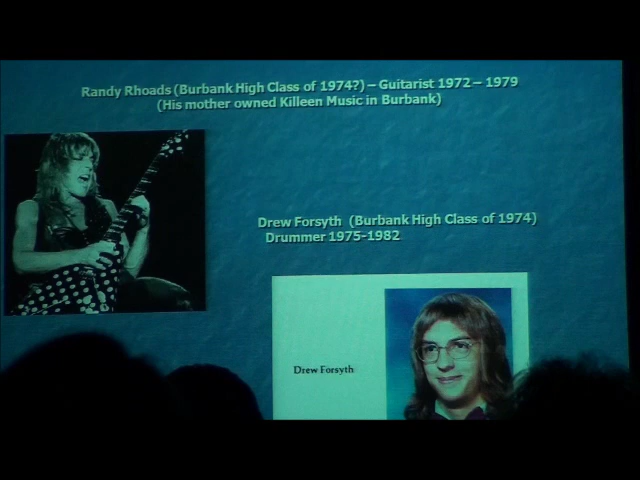 Randy Rhoads (Burbank High Class of 1974?) – Guitarist 1972 – 1979
(His mother owned Killeen Music in Burbank)
Drew Forsyth (Burbank High Class of 1974)
Drummer 1975-1982
Drew Forsyth